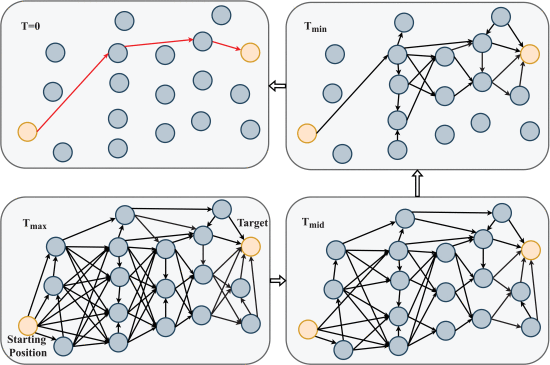 T=0
Tmin
Tmax
Target
Starting
Position
Tmid